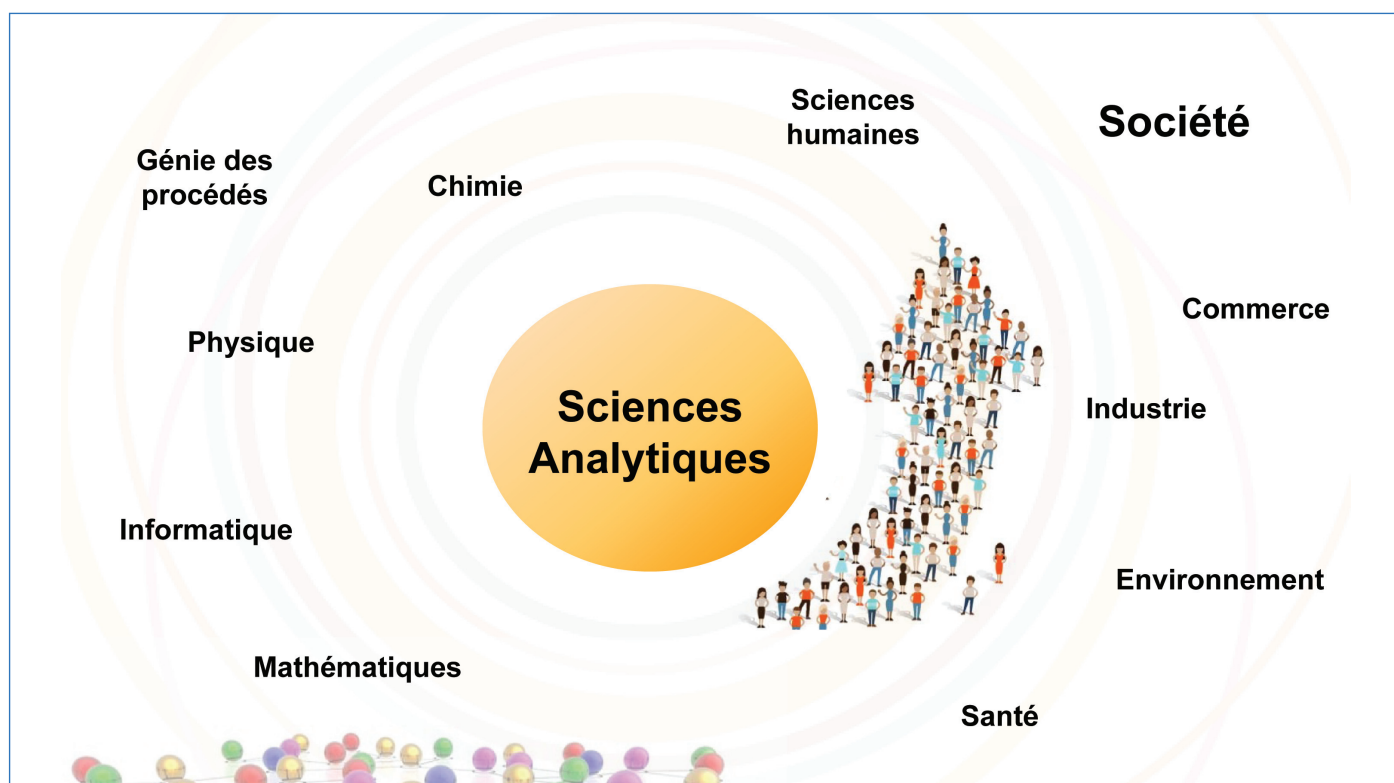 Sciences
humaines
Société
Génie des
procédés
Chimie
Commerce
Physique
Sciences
Analytiques
Industrie
Informatique
Environnement
Mathématiques
Santé